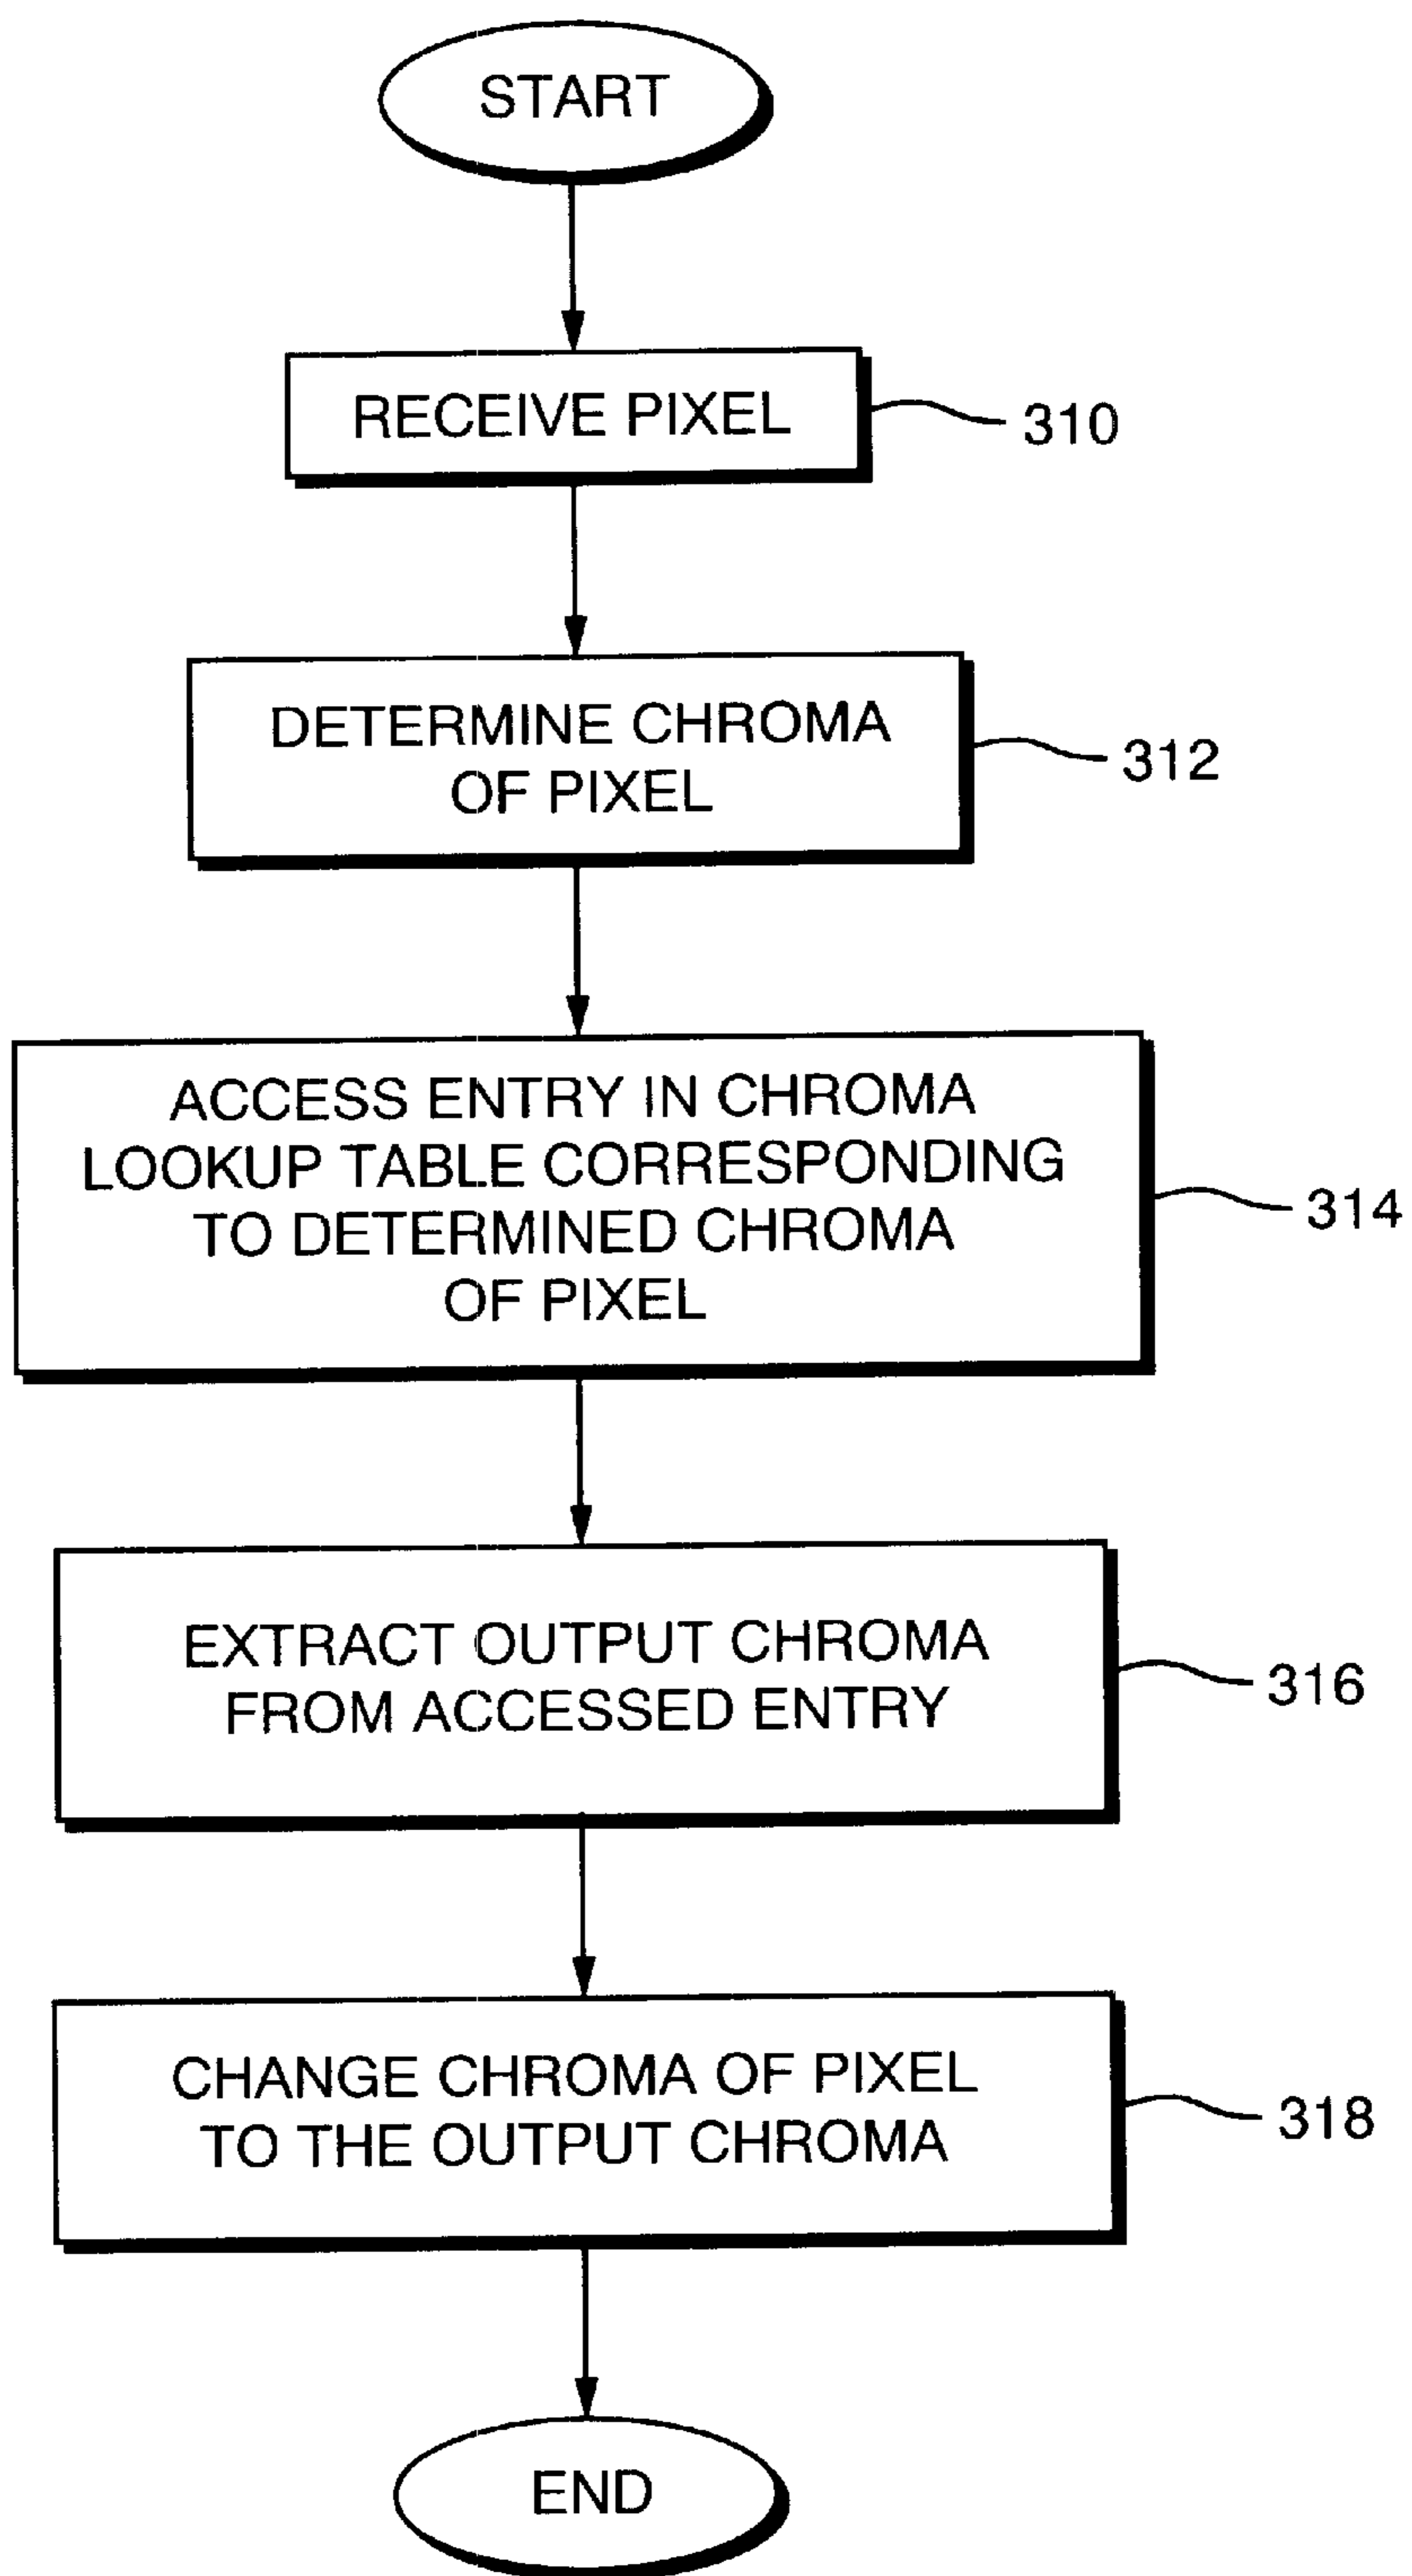 START
RECEIVE PIXEL
310
DETERMINE CHROMA
OF PIXEL
312
ACCESS ENTRY IN CHROMA
LOOKUP TABLE CORRESPONDING
TO DETERMINED CHROMA
OF PIXEL
314
EXTRACT OUTPUT CHROMA
FROM ACCESSED ENTRY
316
CHANGE CHROMA OF PIXEL
TO THE OUTPUT CHROMA
318
END